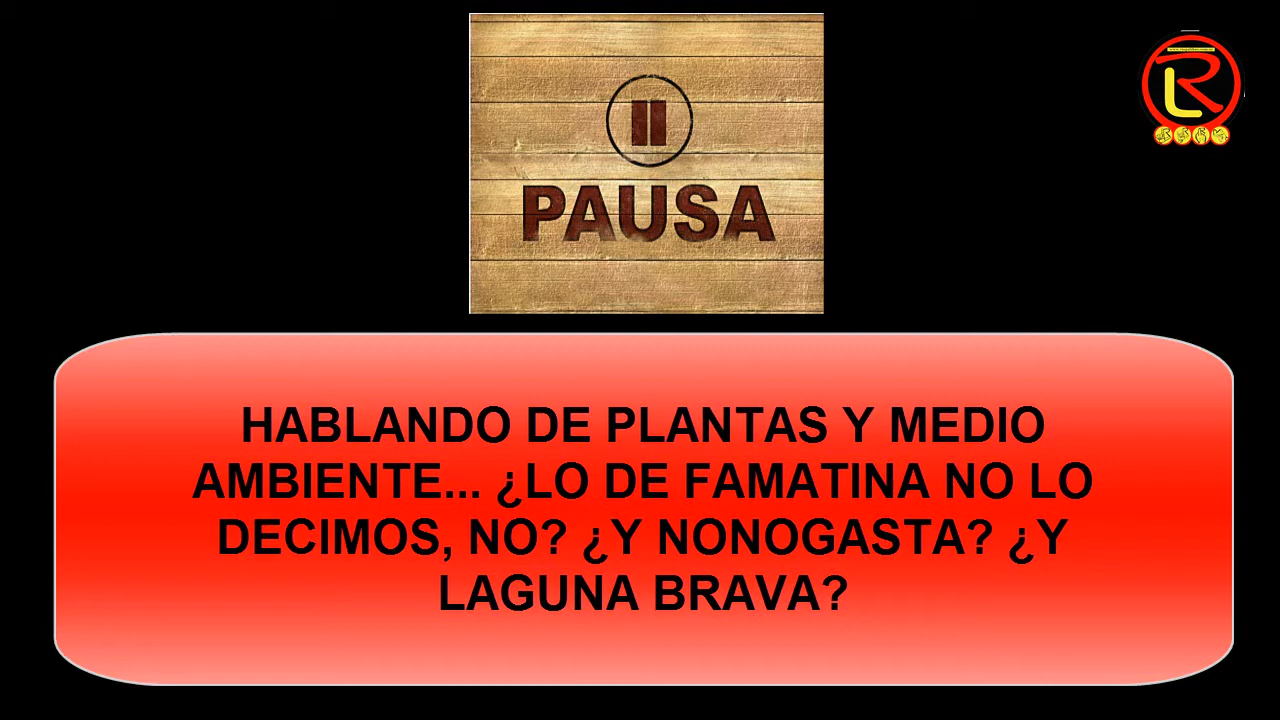 PAUSA
HABLANDO DE PLANTAS Y MEDIO
AMBIENTE... ¿LO DE FAMATINA NO LO
DECIMOS, NO? ¿Y NONOGASTA? ¿Y
LAGUNA BRAVA?